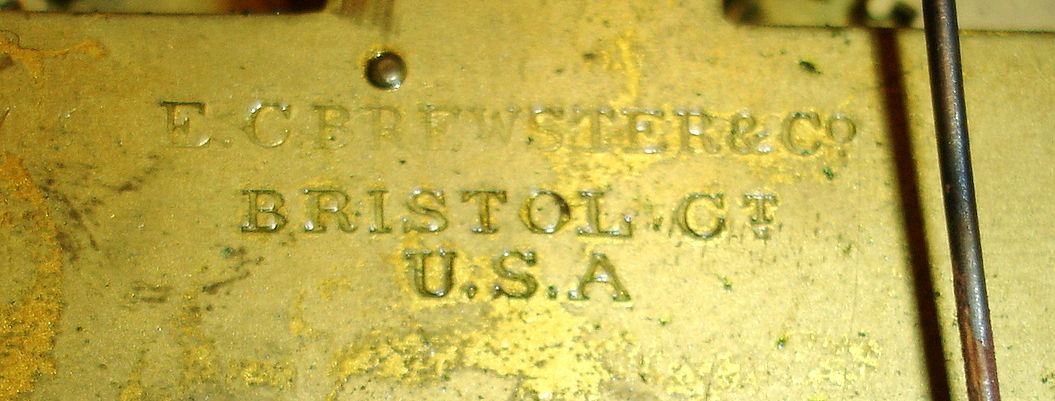 E.C BREWSTER & Co
BRISTOL CT
U.S.A